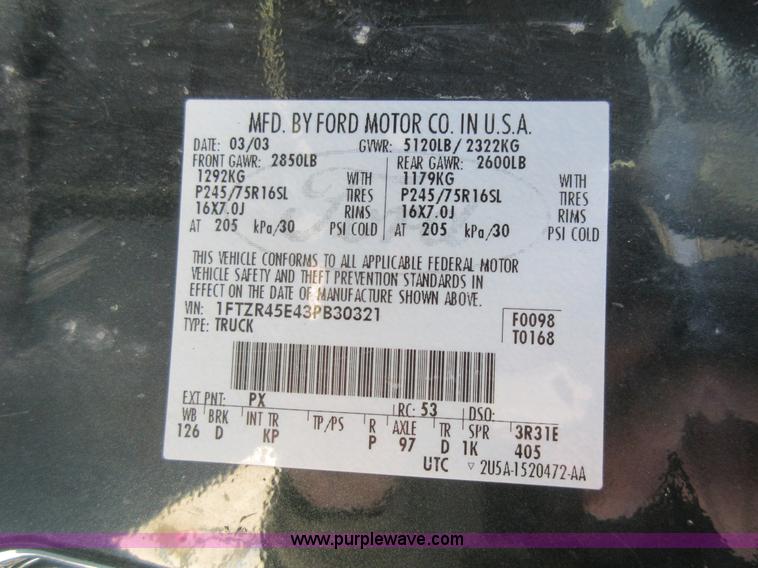 MFD. BY FORD MOTOR CO. IN U.S.A.
DATE: 03/03 GVWR: 5120LB/ 2322KG
FRONT GAWR: 2850LB REAR GAWR: 2600LB
1292KG WITH 1179KG WITH
P245/75R16SL TIRES P245/75R16SL TIRES
16X7.0J RIMS 16X7.0J RIMS
AT 205 kPa/30 PSI COLD AT 205 kPa/30 PSI COLD
Ford
THIS VEHICLE CONFORMS TO ALL APPLICABLE FEDERAL MOTOR
VEHICLE SAFETY AND THEFT PREVENTION STANDARDS IN
EFFECT ON THE DATE OF MANUFACTURE SHOWN ABOVE.
VIN: 1FTZR45E43PB30321 F0098
TYPE: TRUCK T0168
EXT PNT: PX RC: 53 DSO:
WB BRK INT TR TP/PS R AXLE TR SPR 3R31E
126 D KP P 97 D 1K 405
UTC ▽ 2U5A-1520472-AA
www.purplewave.com